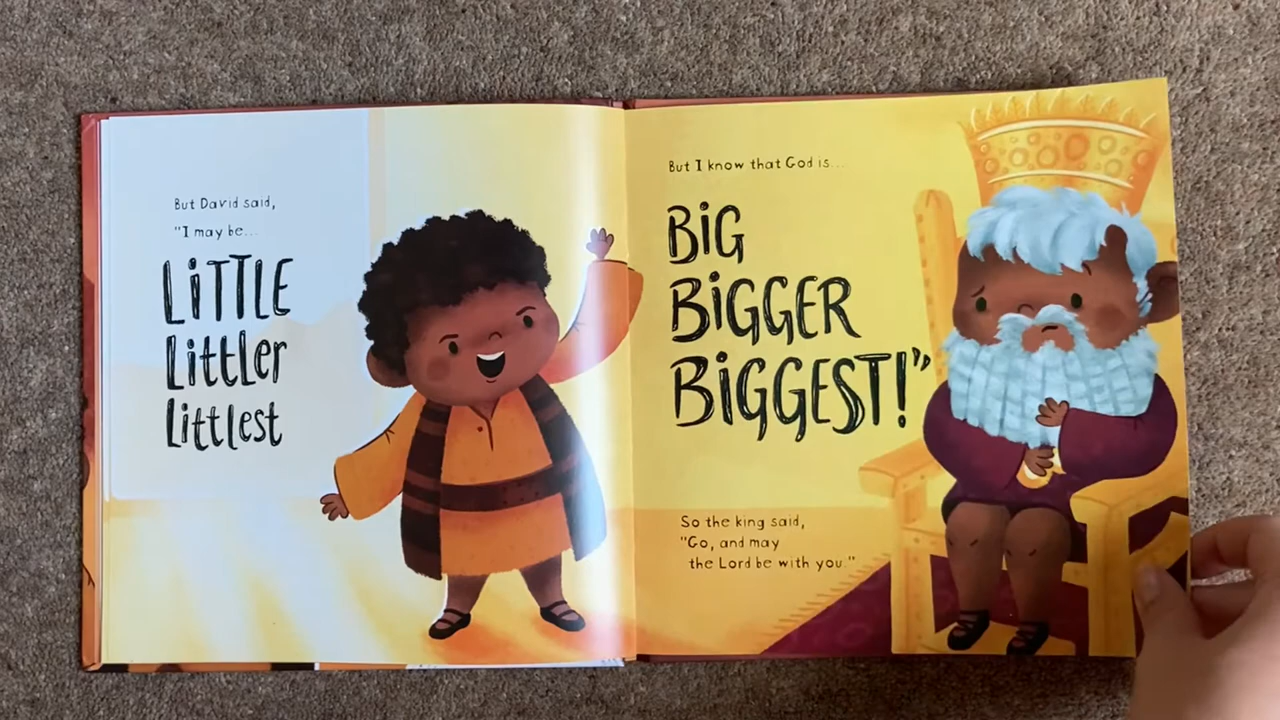 But David said,
"I may be...
LiTTLE
Littler
Littlest
But I know that God is...
BiG
BiGGER
BiGGEST!"
So the king said,
"Go, and may
the Lord be with you."